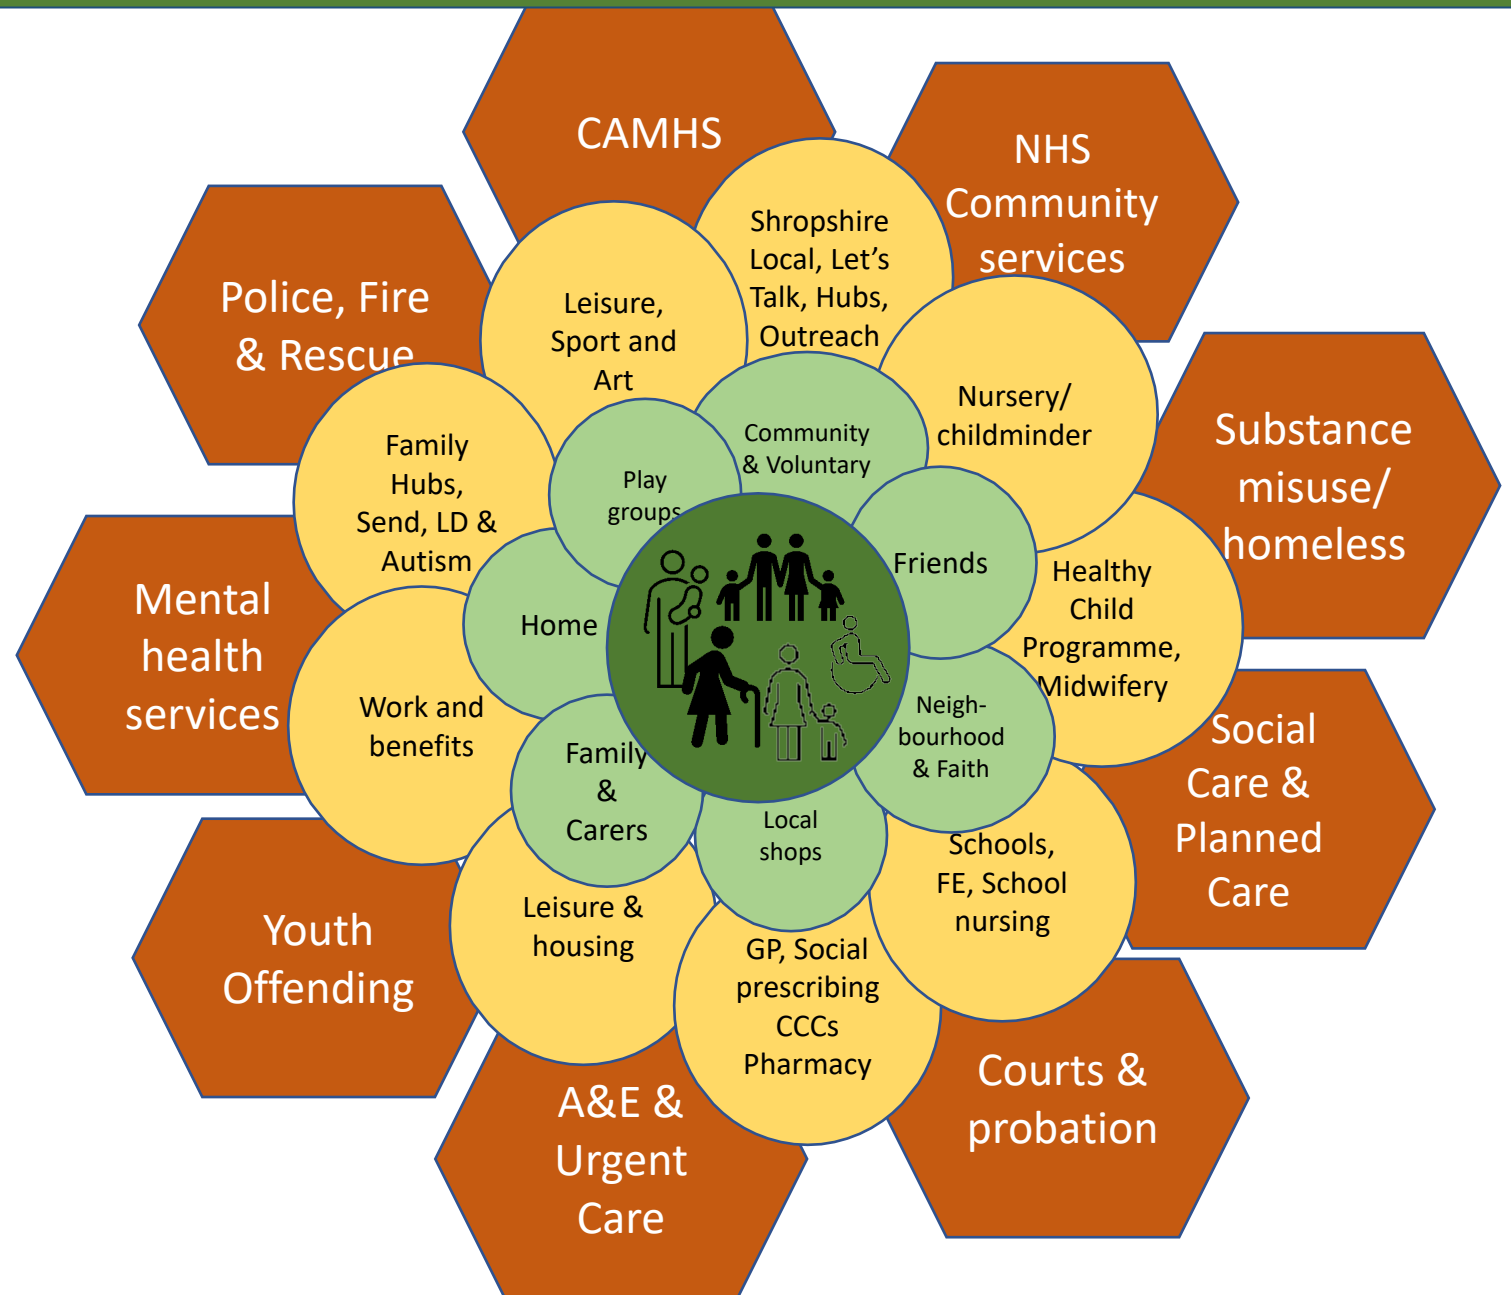 CAMHS
NHS
Community
services
Substance
misuse/
homeless
Social
Care &
Planned
Care
Courts &
probation
A&E &
Urgent
Care
Youth
Offending
Mental
health
services
Police, Fire
& Rescue
Shropshire
Local, Let’s
Talk, Hubs,
Outreach
Nursery/
childminder
Healthy
Child
Programme,
Midwifery
Schools,
FE, School
nursing
GP, Social
prescribing
CCCs
Pharmacy
Leisure &
housing
Work and
benefits
Family
Hubs,
Send, LD &
Autism
Leisure,
Sport and
Art
Community
& Voluntary
Friends
Neigh-
bourhood
& Faith
Local
shops
Family
&
Carers
Home
Play
groups